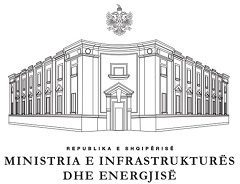 REPUBLIKA E SHQIPËRISË
MINISTRIA E INFRASTRUKTURËS
DHE ENERGJISË